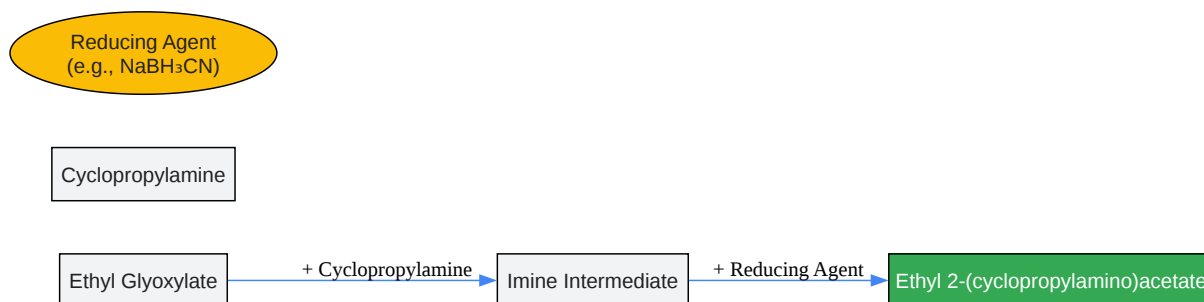 Reducing Agent
(e.g., NaBH₃CN)
Cyclopropylamine
Ethyl Glyoxylate
+ Cyclopropylamine
Imine Intermediate
+ Reducing Agent
Ethyl 2-(cyclopropylamino)acetate